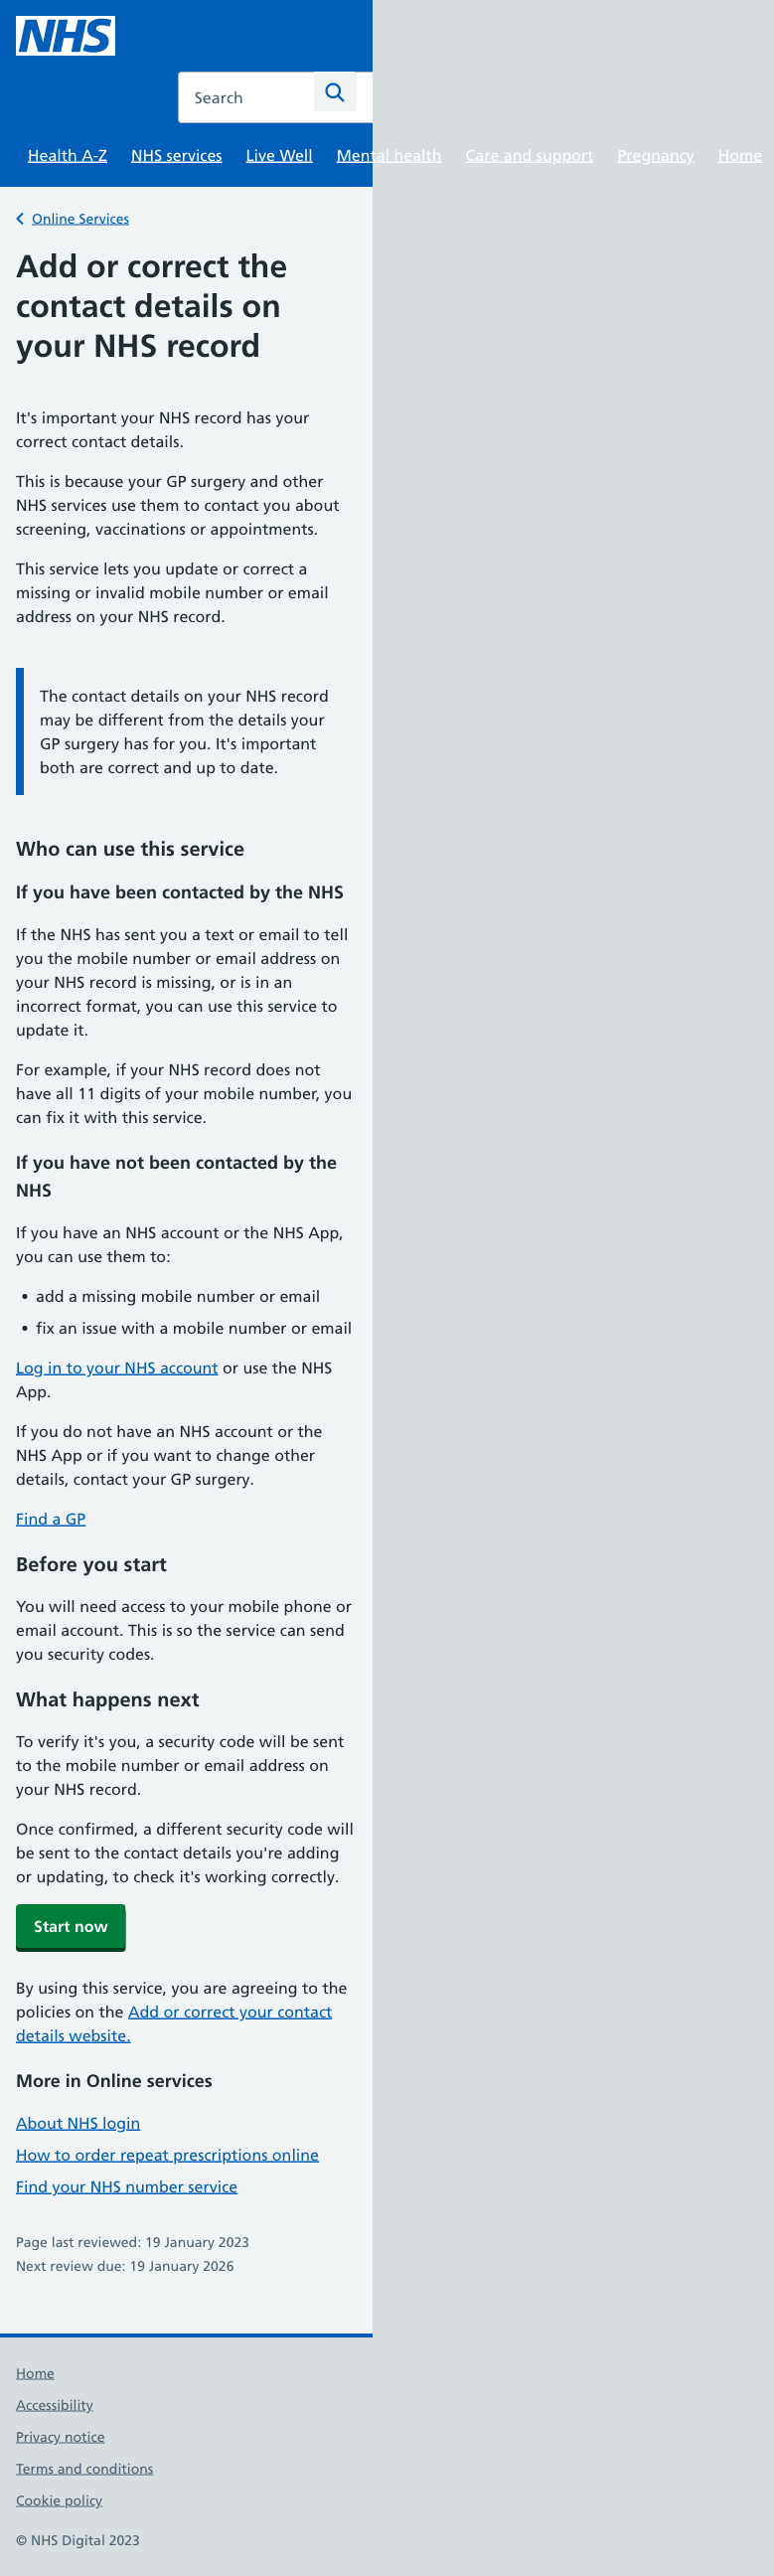 NHS
Search
Health A-Z NHS services Live Well Mental health Care and support Pregnancy Home
Online Services
Add or correct the
contact details on
your NHS record
It's important your NHS record has your
correct contact details.
This is because your GP surgery and other
NHS services use them to contact you about
screening, vaccinations or appointments.
This service lets you update or correct a
missing or invalid mobile number or email
address on your NHS record.
The contact details on your NHS record
may be different from the details your
GP surgery has for you. It's important
both are correct and up to date.
Who can use this service
If you have been contacted by the NHS
If the NHS has sent you a text or email to tell
you the mobile number or email address on
your NHS record is missing, or is in an
incorrect format, you can use this service to
update it.
For example, if your NHS record does not
have all 11 digits of your mobile number, you
can fix it with this service.
If you have not been contacted by the
NHS
If you have an NHS account or the NHS App,
you can use them to:
• add a missing mobile number or email
• fix an issue with a mobile number or email
Log in to your NHS account or use the NHS
App.
If you do not have an NHS account or the
NHS App or if you want to change other
details, contact your GP surgery.
Find a GP
Before you start
You will need access to your mobile phone or
email account. This is so the service can send
you security codes.
What happens next
To verify it's you, a security code will be sent
to the mobile number or email address on
your NHS record.
Once confirmed, a different security code will
be sent to the contact details you're adding
or updating, to check it's working correctly.
Start now
By using this service, you are agreeing to the
policies on the Add or correct your contact
details website.
More in Online services
About NHS login
How to order repeat prescriptions online
Find your NHS number service
Page last reviewed: 19 January 2023
Next review due: 19 January 2026
Home
Accessibility
Privacy notice
Terms and conditions
Cookie policy
© NHS Digital 2023